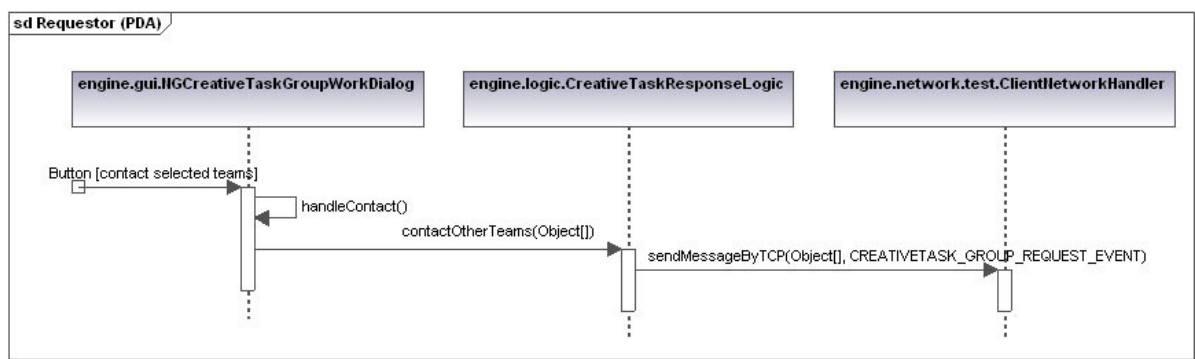 sd Requestor (PDA)
engine.gui.NGCreativeTaskGroupWorkDialog
engine.logic.CreativeTaskResponseLogic
engine.network.test.ClientNetworkHandler
Button [contact selected teams]
handleContact()
contactOtherTeams(Object[])
sendMessageByTCP(Object[], CREATIVETASK_GROUP_REQUEST_EVENT)